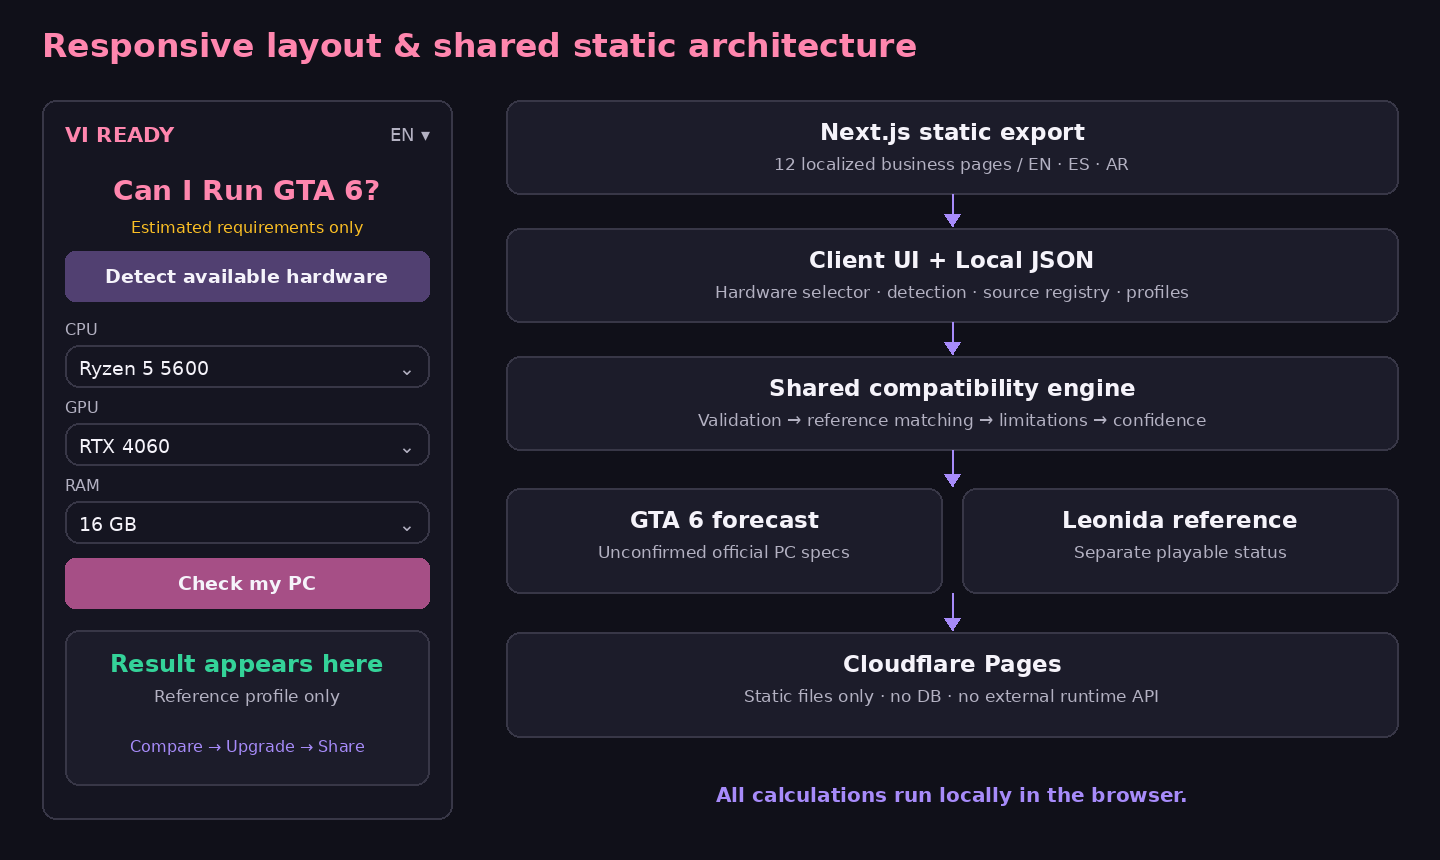 Responsive layout & shared static architecture
VI READY
EN ▾
Can I Run GTA 6?
Estimated requirements only
Detect available hardware
CPU
Ryzen 5 5600
GPU
RTX 4060
RAM
16 GB
Check my PC
Result appears here
Reference profile only
Compare → Upgrade → Share
Next.js static export
12 localized business pages / EN · ES · AR
Client UI + Local JSON
Hardware selector · detection · source registry · profiles
Shared compatibility engine
Validation → reference matching → limitations → confidence
GTA 6 forecast
Unconfirmed official PC specs
Leonida reference
Separate playable status
Cloudflare Pages
Static files only · no DB · no external runtime API
All calculations run locally in the browser.